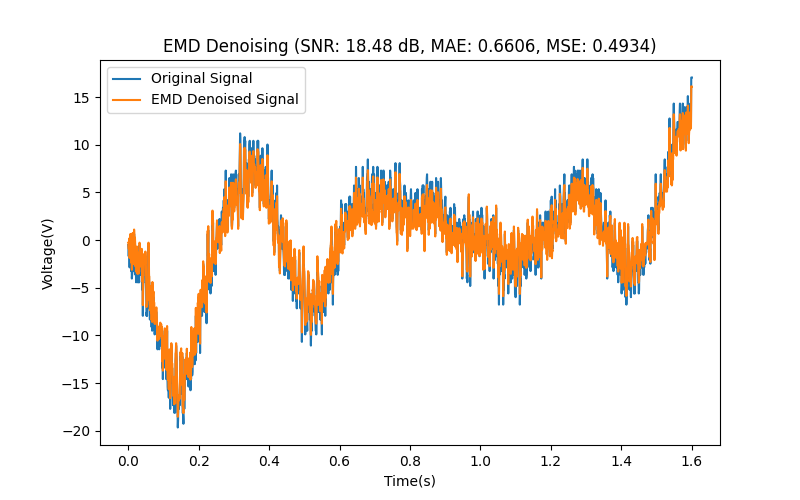 EMD Denoising (SNR: 18.48 dB, MAE: 0.6606, MSE: 0.4934)
Original Signal
EMD Denoised Signal
15
10
5
0
−5
−10
−15
−20
Voltage(V)
0.0 0.2 0.4 0.6 0.8 1.0 1.2 1.4 1.6
Time(s)